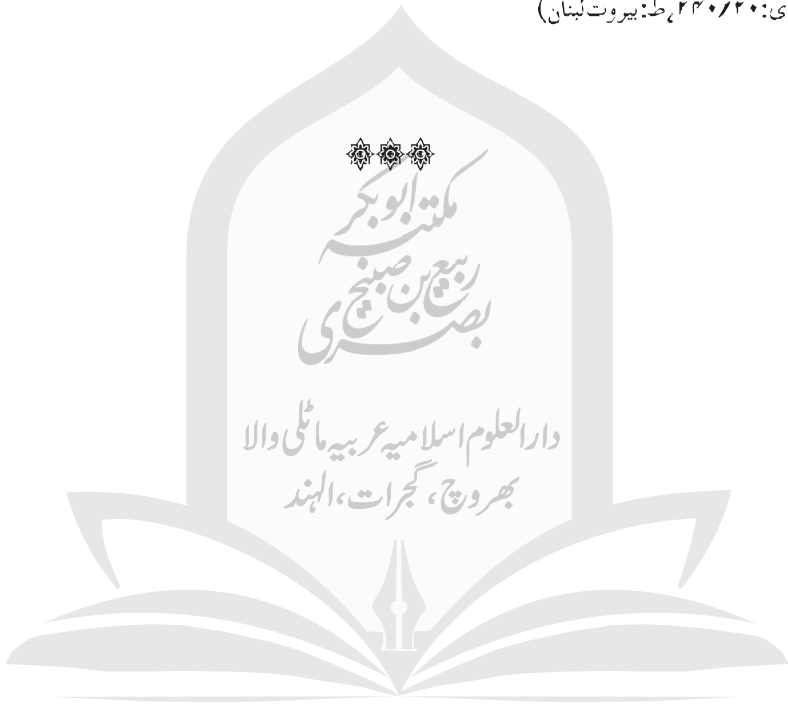 ی:۲۴۰/۲۰، ط: بیروت لبنان)
مکتبہ ابوبکر
ربیع بن صبیح
بصری
دارالعلوم اسلامیہ عربیہ ماٹلی والا
بھروچ، گجرات، الہند